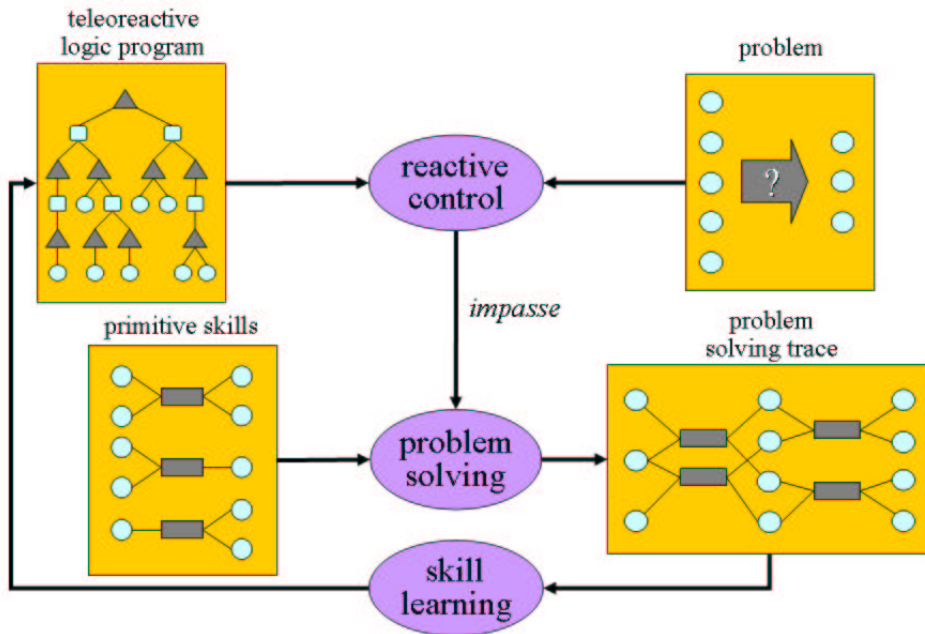 teleoreactive
logic program
problem
reactive
control
?
impasse
primitive skills
problem
solving trace
problem
solving
skill
learning